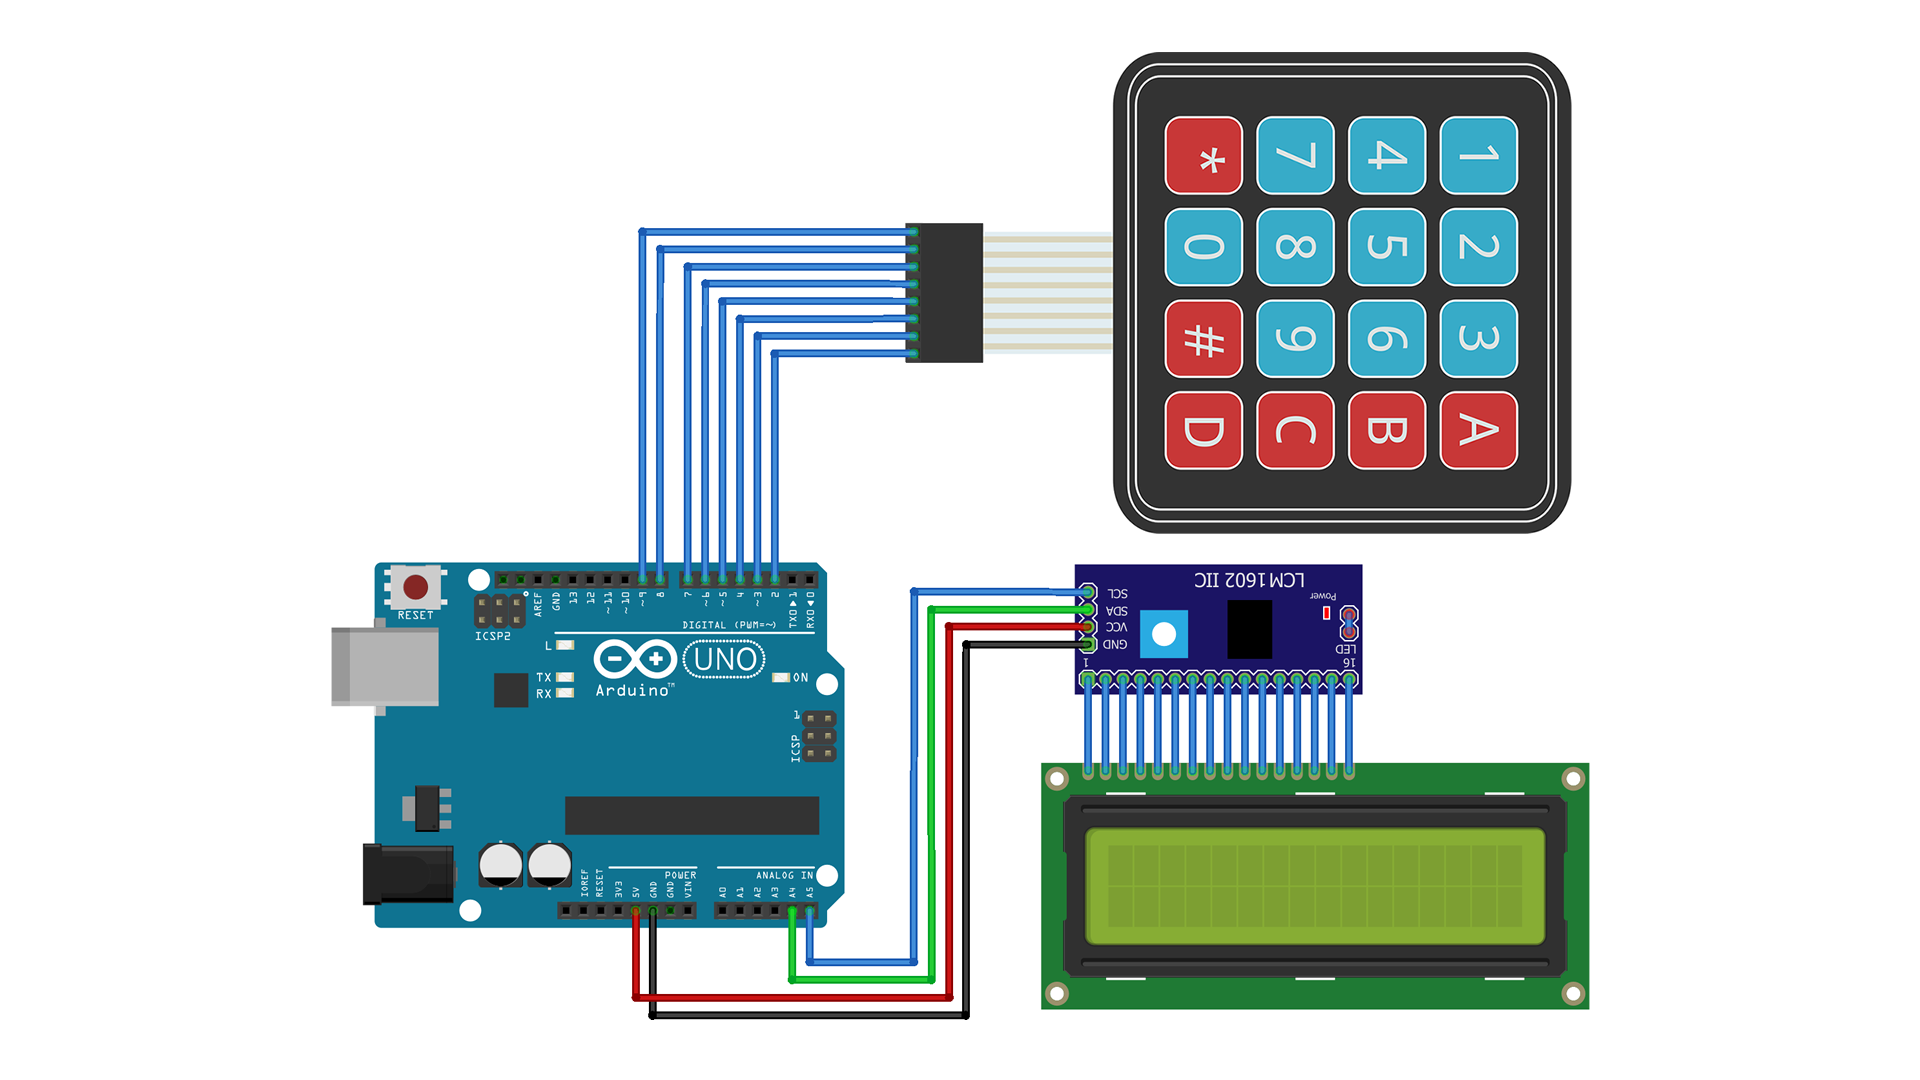 * 7 4 1
0 8 5 2
# 9 6 3
D C B A
RESET
ICSP2
AREF
GND
13
12
~11
~10
~9
8
7
~6
~5
4
~3
2
TX0▶1
RX0◀0
DIGITAL (PWM=~)
L
TX
RX
Arduino™
UNO
ON
1
ICSP
POWER
ANALOG IN
IOREF
RESET
3V3
5V
GND
GND
VIN
A0
A1
A2
A3
A4
A5
LCM1602 IIC
SCL
SDA
VCC
GND
Power
LED
1
16